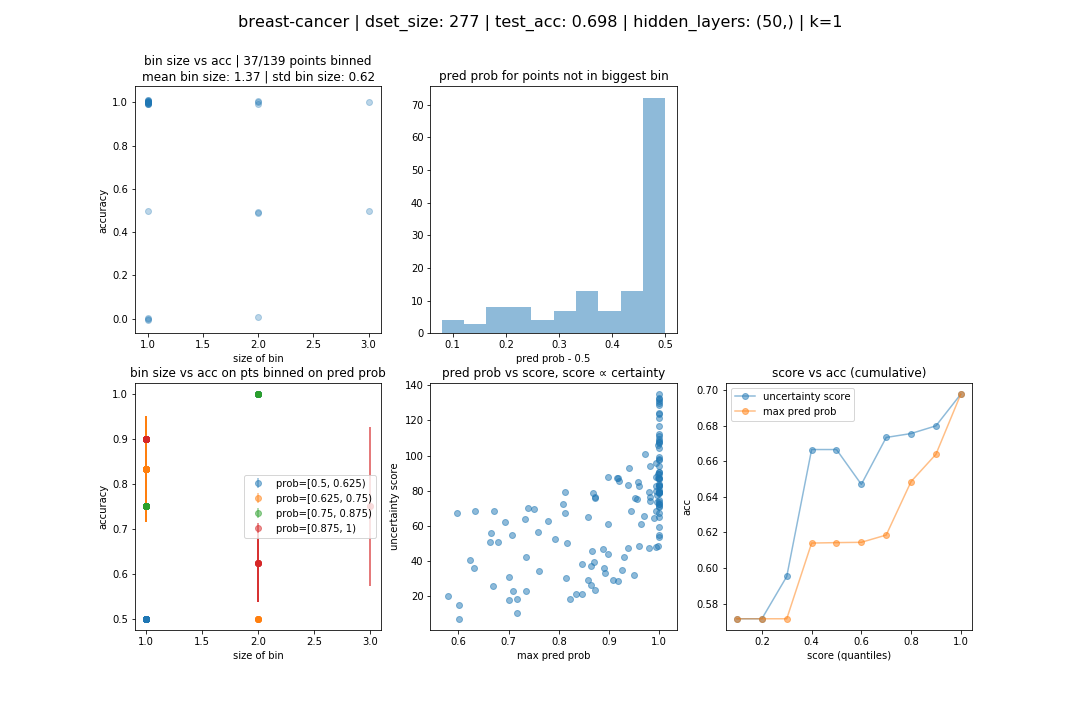 breast-cancer | dset_size: 277 | test_acc: 0.698 | hidden_layers: (50,) | k=1
bin size vs acc | 37/139 points binned
mean bin size: 1.37 | std bin size: 0.62
1.0
0.8
0.6
0.4
0.2
0.0
accuracy
1.0
1.5
2.0
2.5
3.0
size of bin
pred prob for points not in biggest bin
70
60
50
40
30
20
10
0
0.1
0.2
0.3
0.4
0.5
pred prob - 0.5
bin size vs acc on pts binned on pred prob
1.0
0.9
0.8
0.7
0.6
0.5
accuracy
prob=[0.5, 0.625)
prob=[0.625, 0.75)
prob=[0.75, 0.875)
prob=[0.875, 1)
1.0
1.5
2.0
2.5
3.0
size of bin
pred prob vs score, score ∝ certainty
140
120
100
80
60
40
20
uncertainty score
0.6
0.7
0.8
0.9
1.0
max pred prob
score vs acc (cumulative)
uncertainty score
max pred prob
0.70
0.68
0.66
0.64
0.62
0.60
0.58
acc
0.2
0.4
0.6
0.8
1.0
score (quantiles)